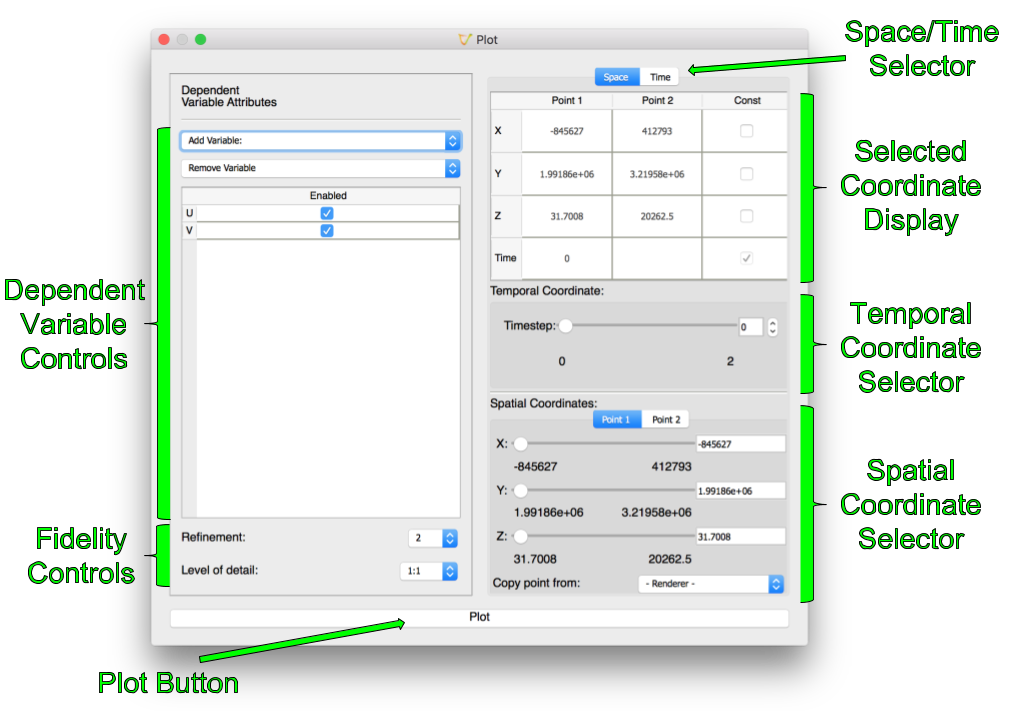 Plot
Space/Time
Selector
Dependent
Variable Attributes
Add Variable:
Remove Variable
Enabled
U
V
Refinement: 2
Level of detail: 1:1
Space Time
Point 1 Point 2 Const
X -845627 412793
Y 1.99186e+06 3.21958e+06
Z 31.7008 20262.5
Time 0
Temporal Coordinate:
Timestep: 0
0 2
Spatial Coordinates:
Point 1 Point 2
X: -845627
-845627 412793
Y: 1.99186e+06
1.99186e+06 3.21958e+06
Z: 31.7008
31.7008 20262.5
Copy point from: - Renderer -
Plot
Dependent
Variable
Controls
Fidelity
Controls
Plot Button
Selected
Coordinate
Display
Temporal
Coordinate
Selector
Spatial
Coordinate
Selector